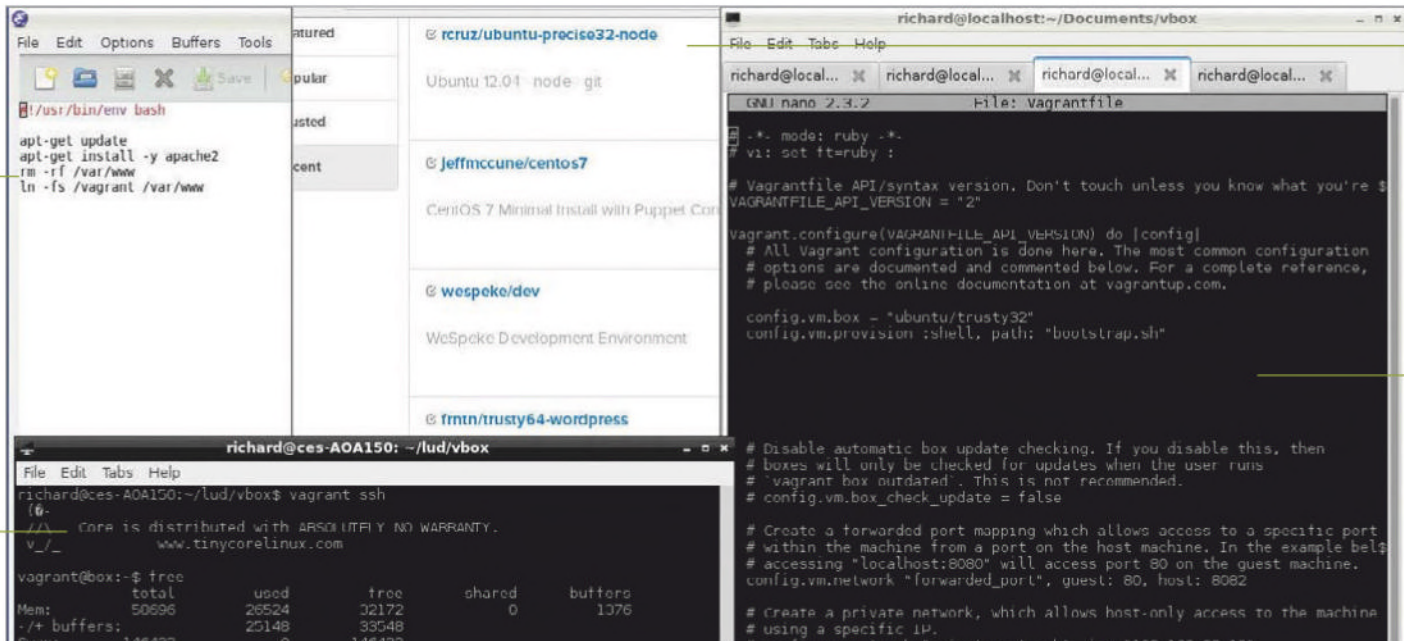 File Edit Options Buffers Tools
Save
#!/usr/bin/env bash
apt-get update
apt-get install -y apache2
rm -rf /var/www
ln -fs /vagrant /var/www
atured
pular
usted
cent
rcruz/ubuntu-precise32-node
Ubuntu 12.04 node git
jeffmccune/centos7
CentOS 7 Minimal Install with Puppet
wespeke/dev
WeSpeke Development Environment
frntn/trusty64-wordpress
richard@localhost:~/Documents/vbox
File Edit Tabs Help
richard@local... richard@local... richard@local... richard@local...
GNU nano 2.3.2 File: Vagrantfile
# -*- mode: ruby -*-
# vi: set ft=ruby :
# Vagrantfile API/syntax version. Don't touch unless you know what you're $
VAGRANTFILE_API_VERSION = "2"
Vagrant.configure(VAGRANTFILE_API_VERSION) do |config|
# All Vagrant configuration is done here. The most common configuration
# options are documented and commented below. For a complete reference,
# please see the online documentation at vagrantup.com.
config.vm.box = "ubuntu/trusty32"
config.vm.provision :shell, path: "bootstrap.sh"
# Disable automatic box update checking. If you disable this, then
# boxes will only be checked for updates when the user runs
# `vagrant box outdated`. This is not recommended.
# config.vm.box_check_update = false
# Create a forwarded port mapping which allows access to a specific port
# within the machine from a port on the host machine. In the example bel$
# accessing "localhost:8080" will access port 80 on the guest machine.
config.vm.network "forwarded_port", guest: 80, host: 8082
# Create a private network, which allows host-only access to the machine
# using a specific IP.
richard@ces-AOA150: ~/lud/vbox
File Edit Tabs Help
richard@ces-AOA150:~/lud/vbox$ vagrant ssh
//\ Core is distributed with ABSOLUTELY NO WARRANTY.
v_/_ www.tinycorelinux.com
vagrant@box:~$ free
total used free shared buffers
Mem: 50696 26524 32172 0 1376
-/+ buffers: 25148 33548